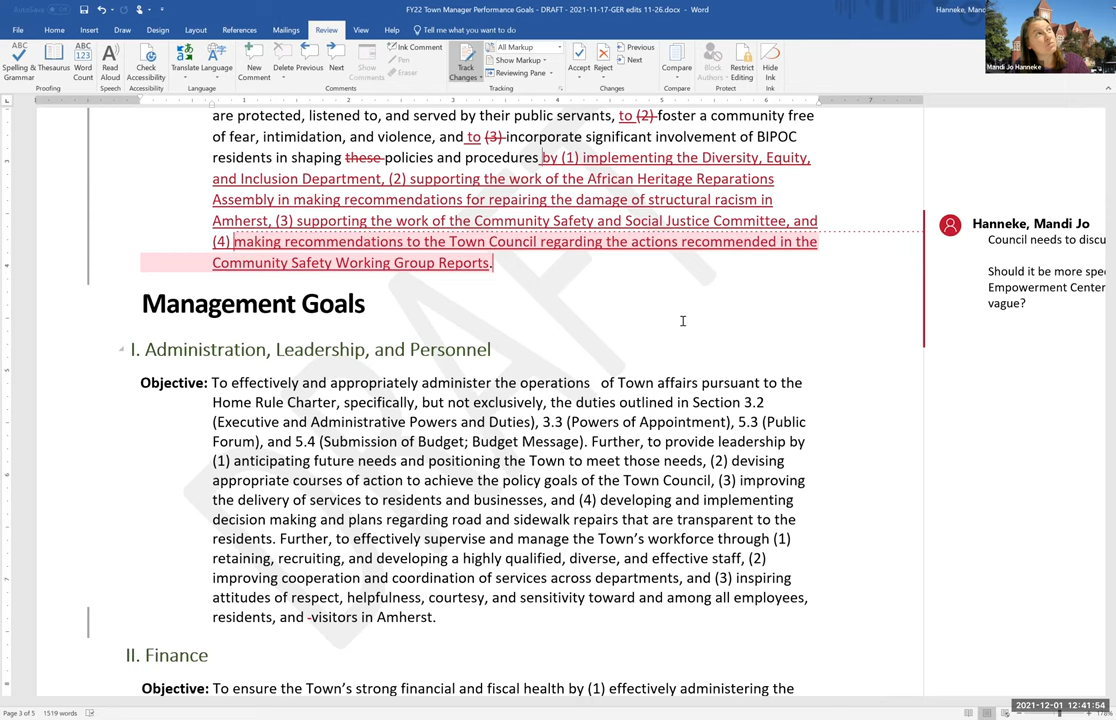 AutoSave Off
FY22 Town Manager Performance Goals - DRAFT - 2021-11-17-GER edits 11-26.docx - Word
Hanneke, Mand
File Home Insert Draw Design Layout References Mailings Review View Help Tell me what you want to do
Spelling & Grammar
Thesaurus
Word Count
Read Aloud
Check Accessibility
Translate
Language
New Comment
Delete
Previous
Next
Show Comments
Ink Comment
Pen
Eraser
Track Changes
All Markup
Show Markup
Reviewing Pane
Accept
Reject
Previous
Next
Compare
Block Authors
Restrict Editing
Hide Ink
Proofing Speech Accessibility Language Comments Tracking Changes Compare Protect Ink
Mandi Jo Hanneke
1 2 3 4 5 6 7
are protected, listened to, and served by their public servants, to (2) foster a community free
of fear, intimidation, and violence, and to (3) incorporate significant involvement of BIPOC
residents in shaping these policies and procedures by (1) implementing the Diversity, Equity,
and Inclusion Department, (2) supporting the work of the African Heritage Reparations
Assembly in making recommendations for repairing the damage of structural racism in
Amherst, (3) supporting the work of the Community Safety and Social Justice Committee, and
(4) making recommendations to the Town Council regarding the actions recommended in the
Community Safety Working Group Reports.
Hanneke, Mandi Jo
Council needs to discu
Should it be more spe
Empowerment Center
vague?
Management Goals
I. Administration, Leadership, and Personnel
Objective: To effectively and appropriately administer the operations of Town affairs pursuant to the
Home Rule Charter, specifically, but not exclusively, the duties outlined in Section 3.2
(Executive and Administrative Powers and Duties), 3.3 (Powers of Appointment), 5.3 (Public
Forum), and 5.4 (Submission of Budget; Budget Message). Further, to provide leadership by
(1) anticipating future needs and positioning the Town to meet those needs, (2) devising
appropriate courses of action to achieve the policy goals of the Town Council, (3) improving
the delivery of services to residents and businesses, and (4) developing and implementing
decision making and plans regarding road and sidewalk repairs that are transparent to the
residents. Further, to effectively supervise and manage the Town's workforce through (1)
retaining, recruiting, and developing a highly qualified, diverse, and effective staff, (2)
improving cooperation and coordination of services across departments, and (3) inspiring
attitudes of respect, helpfulness, courtesy, and sensitivity toward and among all employees,
residents, and -visitors in Amherst.
II. Finance
Objective: To ensure the Town's strong financial and fiscal health by (1) effectively administering the
DRAFT
Page 3 of 5 1519 words
2021-12-01 12:41:54